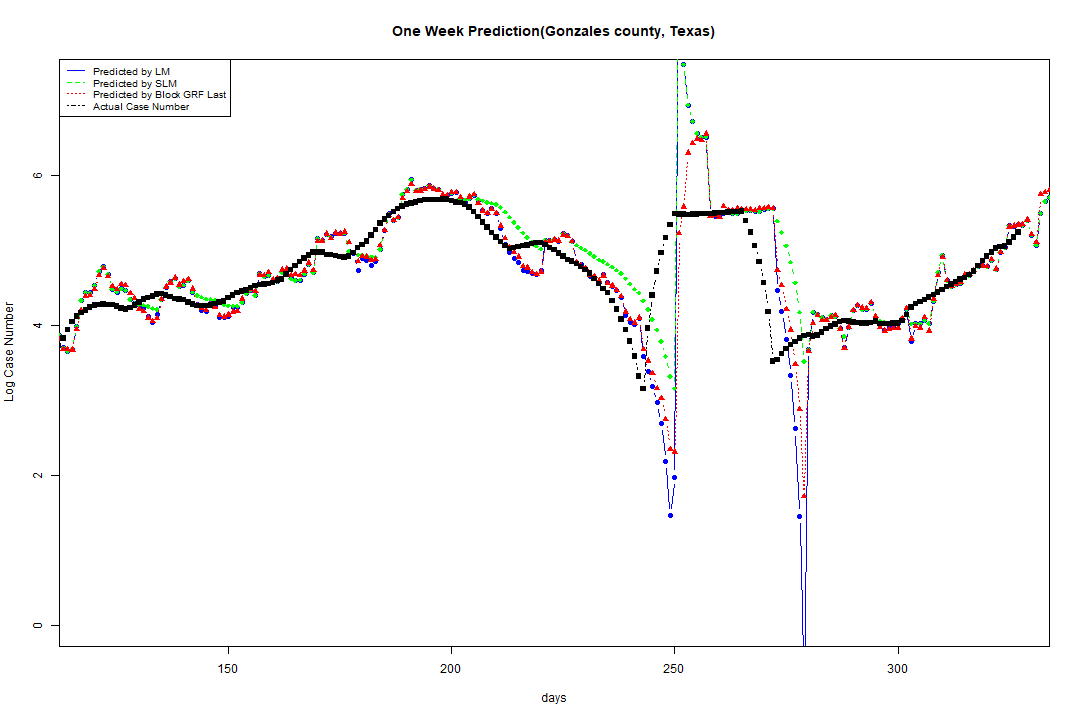 One Week Prediction(Gonzales county, Texas)
Predicted by LM
Predicted by SLM
Predicted by Block GRF Last
Actual Case Number
6
4
2
0
Log Case Number
150 200 250 300
days